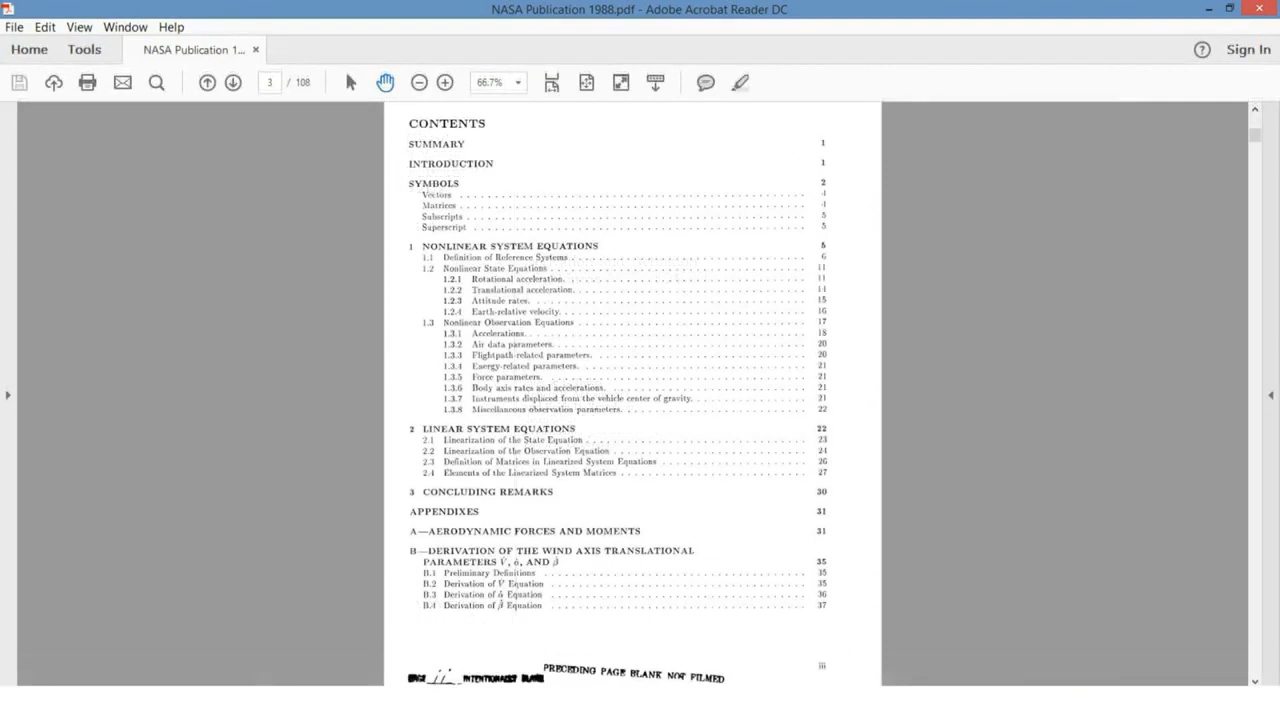 NASA Publication 1988.pdf - Adobe Acrobat Reader DC
File Edit View Window Help
Home Tools NASA Publication 1... × Sign In
3 / 108 66.7%
CONTENTS
SUMMARY 1
INTRODUCTION 1
SYMBOLS 2
Vectors 4
Matrices 4
Subscripts 5
Superscript 5
1 NONLINEAR SYSTEM EQUATIONS 5
1.1 Definition of Reference Systems 6
1.2 Nonlinear State Equations 11
1.2.1 Rotational acceleration. 11
1.2.2 Translational acceleration. 14
1.2.3 Attitude rates. 15
1.2.4 Earth-relative velocity. 16
1.3 Nonlinear Observation Equations 17
1.3.1 Accelerations. 18
1.3.2 Air data parameters. 20
1.3.3 Flightpath-related parameters. 20
1.3.4 Energy-related parameters. 21
1.3.5 Force parameters. 21
1.3.6 Body axis rates and accelerations. 21
1.3.7 Instruments displaced from the vehicle center of gravity. 21
1.3.8 Miscellaneous observation parameters. 22
2 LINEAR SYSTEM EQUATIONS 22
2.1 Linearization of the State Equation 23
2.2 Linearization of the Observation Equation 24
2.3 Definition of Matrices in Linearized System Equations 26
2.4 Elements of the Linearized System Matrices 27
3 CONCLUDING REMARKS 30
APPENDIXES 31
A—AERODYNAMIC FORCES AND MOMENTS 31
B—DERIVATION OF THE WIND AXIS TRANSLATIONAL
PARAMETERS V̇, α̇, AND β̇ 35
B.1 Preliminary Definitions 35
B.2 Derivation of V̇ Equation 35
B.3 Derivation of α̇ Equation 36
B.4 Derivation of β̇ Equation 37
iii
PRECEDING PAGE BLANK NOT FILMED
PAGE ii INTENTIONALLY BLANK